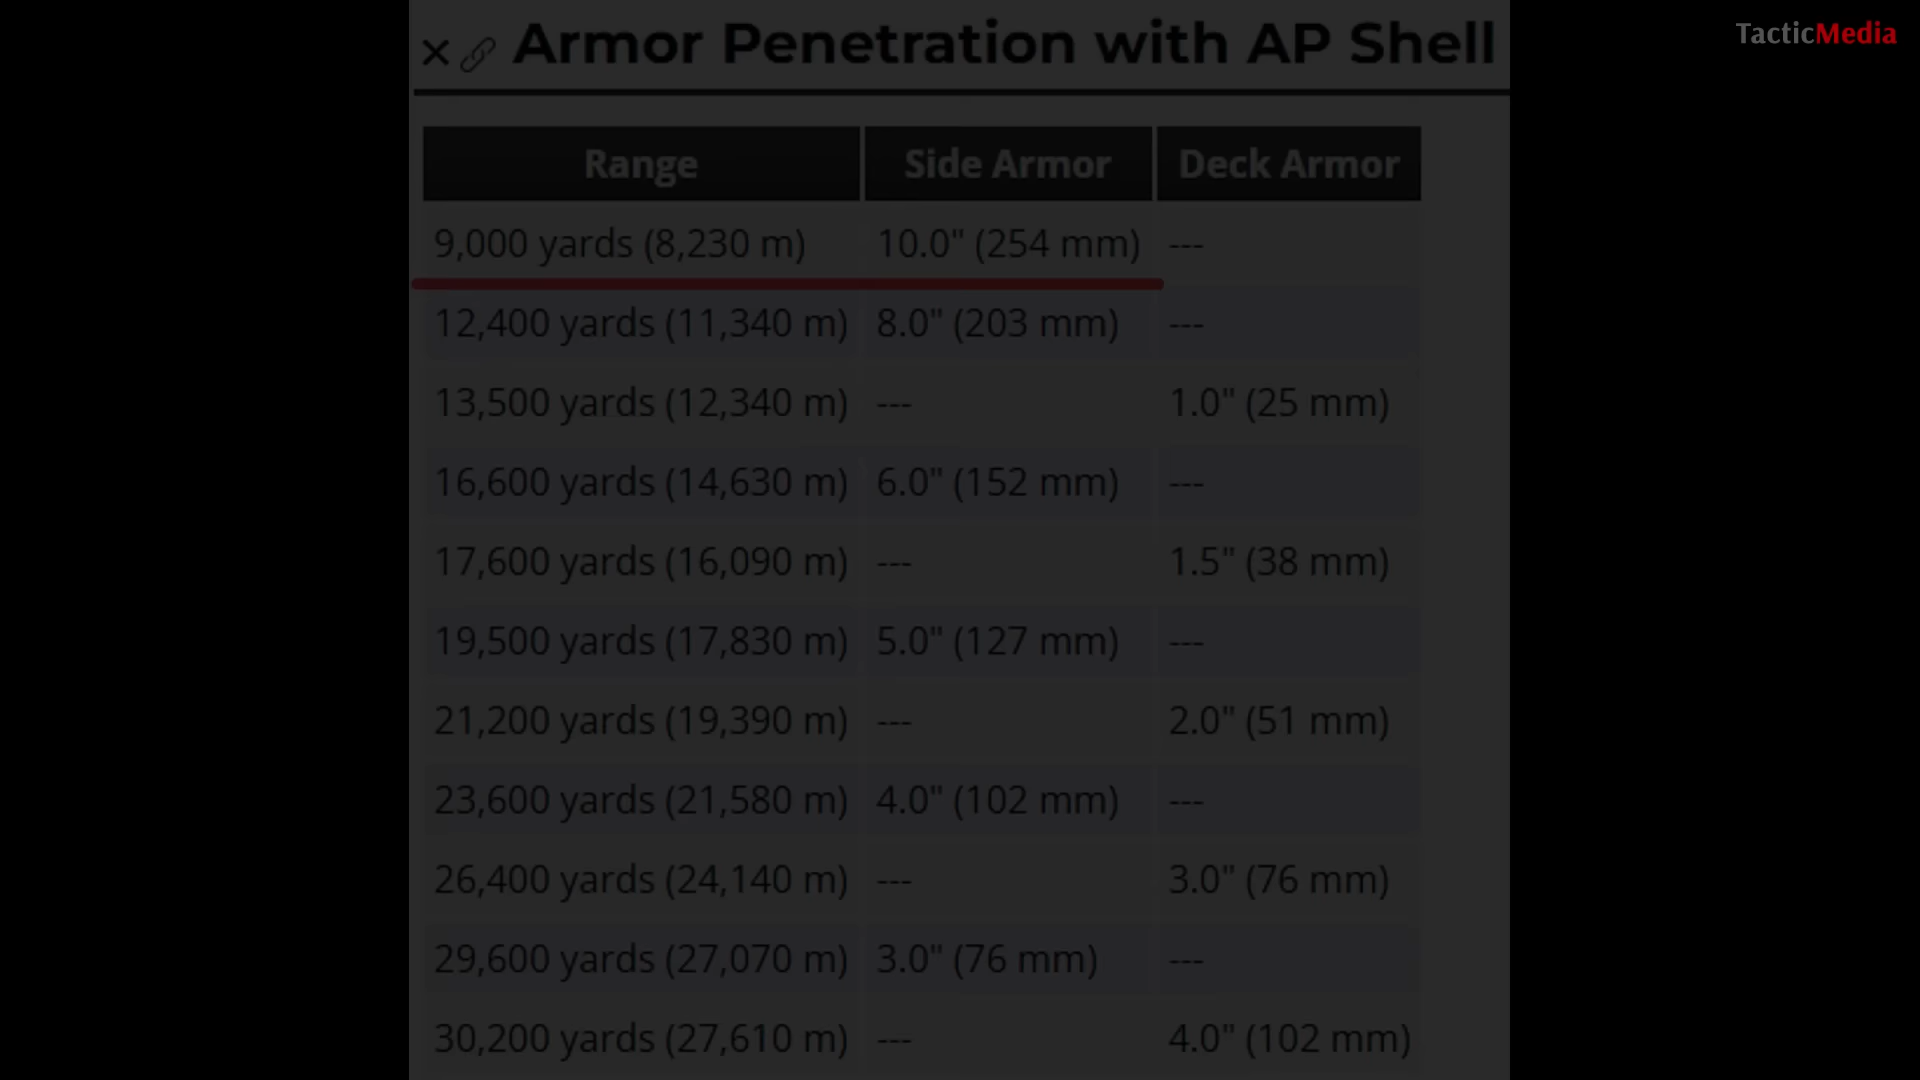 TacticMedia
Armor Penetration with AP Shell
Range Side Armor Deck Armor
9,000 yards (8,230 m) 10.0" (254 mm) ---
12,400 yards (11,340 m) 8.0" (203 mm) ---
13,500 yards (12,340 m) --- 1.0" (25 mm)
16,600 yards (14,630 m) 6.0" (152 mm) ---
17,600 yards (16,090 m) --- 1.5" (38 mm)
19,500 yards (17,830 m) 5.0" (127 mm) ---
21,200 yards (19,390 m) --- 2.0" (51 mm)
23,600 yards (21,580 m) 4.0" (102 mm) ---
26,400 yards (24,140 m) --- 3.0" (76 mm)
29,600 yards (27,070 m) 3.0" (76 mm) ---
30,200 yards (27,610 m) --- 4.0" (102 mm)